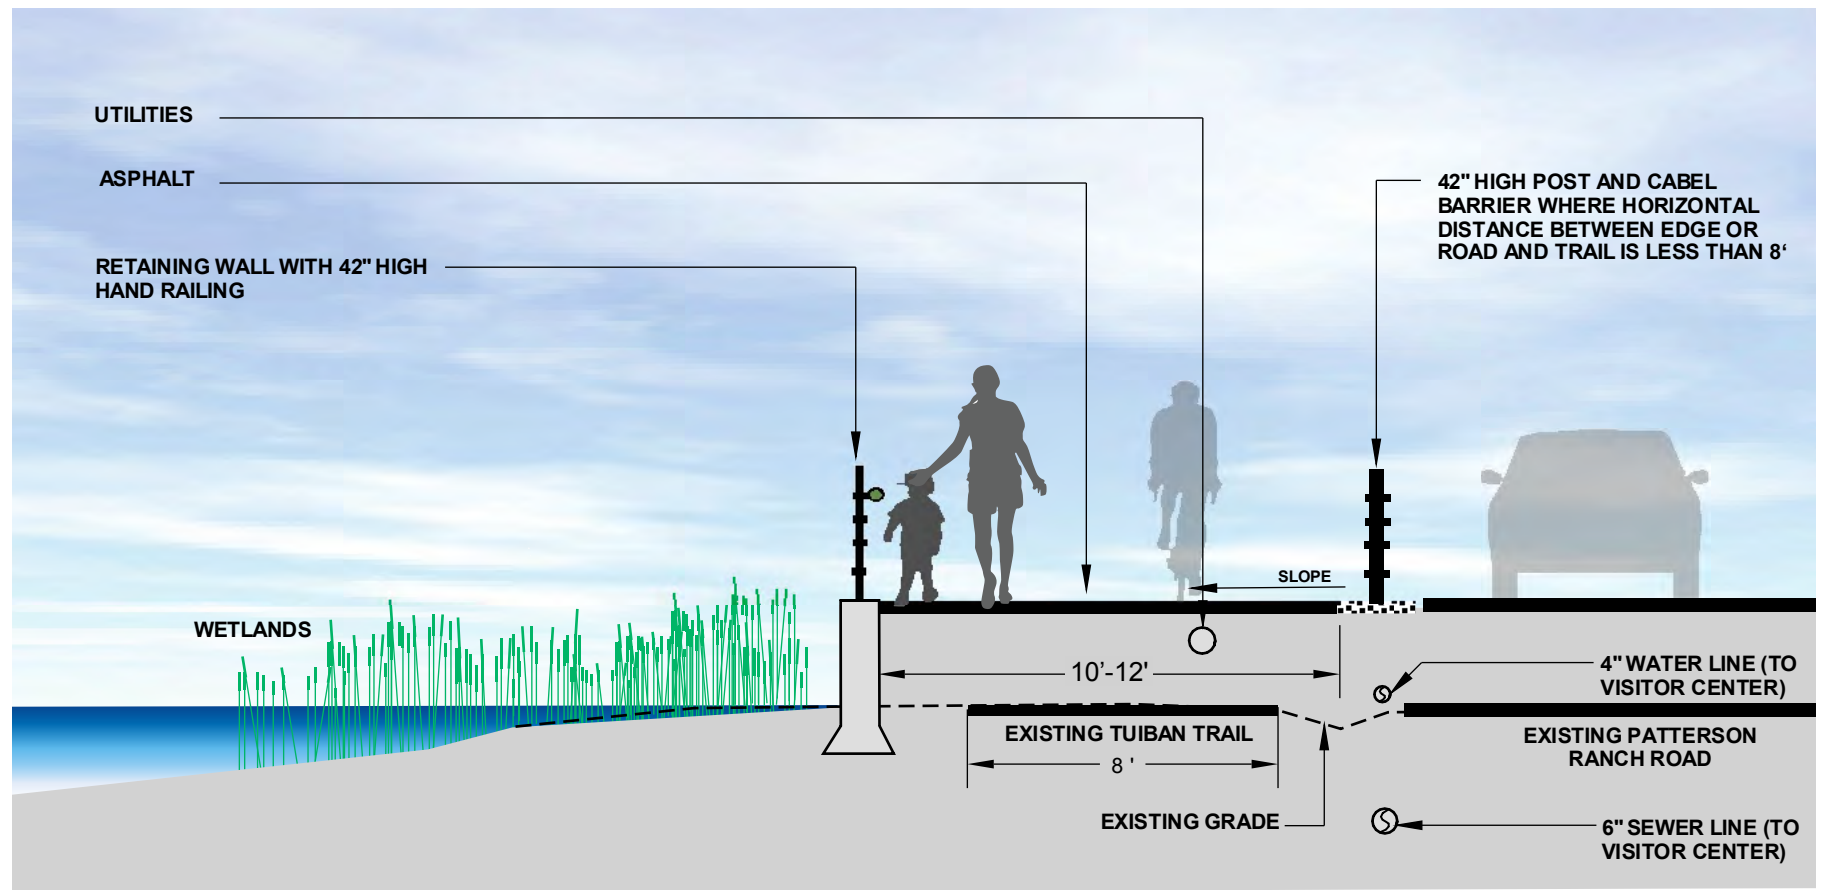 UTILITIES
ASPHALT
RETAINING WALL WITH 42" HIGH
HAND RAILING
42" HIGH POST AND CABEL
BARRIER WHERE HORIZONTAL
DISTANCE BETWEEN EDGE OR
ROAD AND TRAIL IS LESS THAN 8‘
SLOPE
WETLANDS
10’-12'
4" WATER LINE (TO
VISITOR CENTER)
EXISTING TUIBAN TRAIL
8 '
EXISTING PATTERSON
RANCH ROAD
EXISTING GRADE
6" SEWER LINE (TO
VISITOR CENTER)